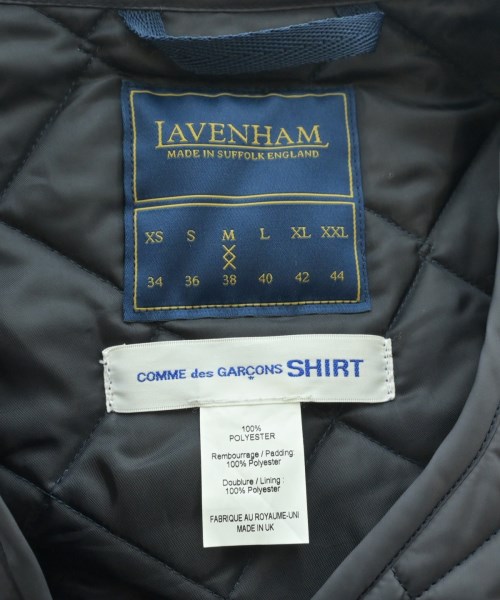 LAVENHAM
MADE IN SUFFOLK ENGLAND
XS S M L XL XXL
34 36 38 40 42 44
COMME des GARÇONS SHIRT
100%
POLYESTER
Rembourrage / Padding:
100% Polyester
Doublure / Lining :
100% Polyester
FABRIQUE AU ROYAUME-UNI
MADE IN UK